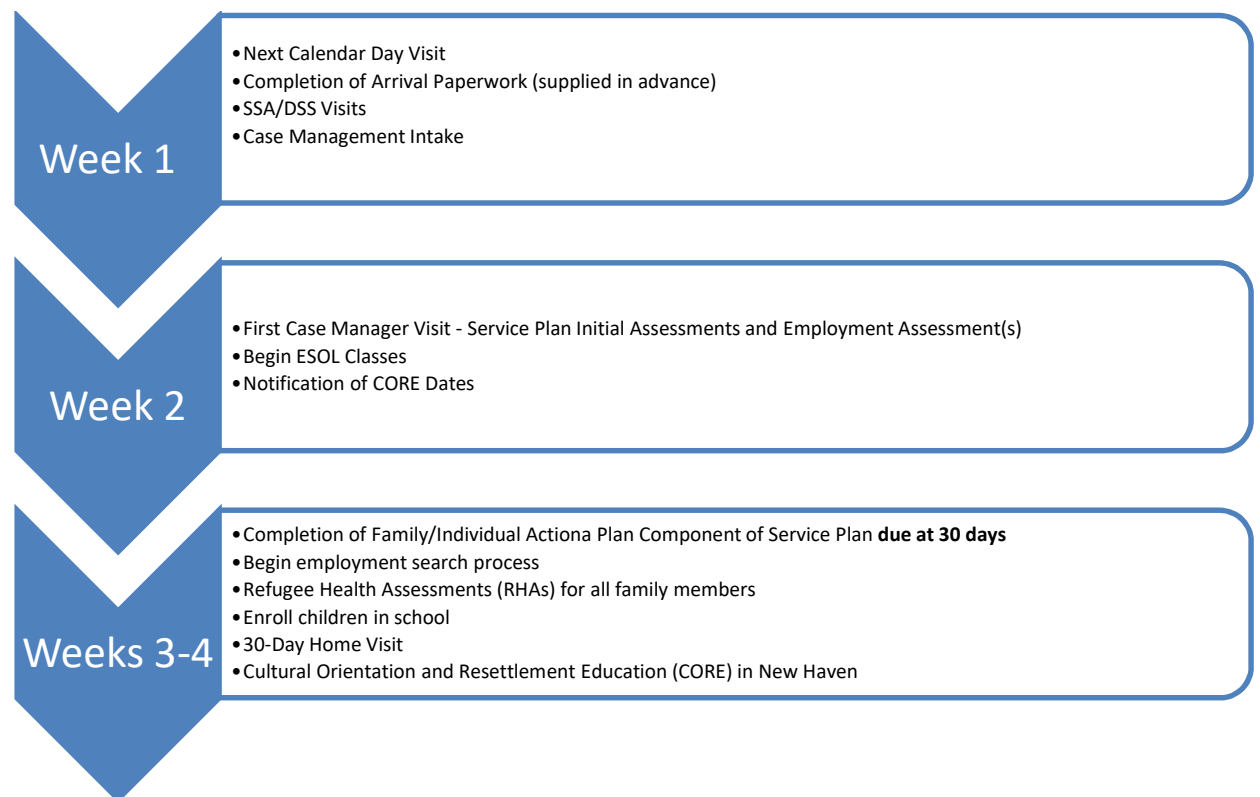 Week 1
•Next Calendar Day Visit
•Completion of Arrival Paperwork (supplied in advance)
•SSA/DSS Visits
•Case Management Intake
Week 2
•First Case Manager Visit - Service Plan Initial Assessments and Employment Assessment(s)
•Begin ESOL Classes
•Notification of CORE Dates
Weeks 3-4
•Completion of Family/Individual Actiona Plan Component of Service Plan due at 30 days
•Begin employment search process
•Refugee Health Assessments (RHAs) for all family members
•Enroll children in school
•30-Day Home Visit
•Cultural Orientation and Resettlement Education (CORE) in New Haven